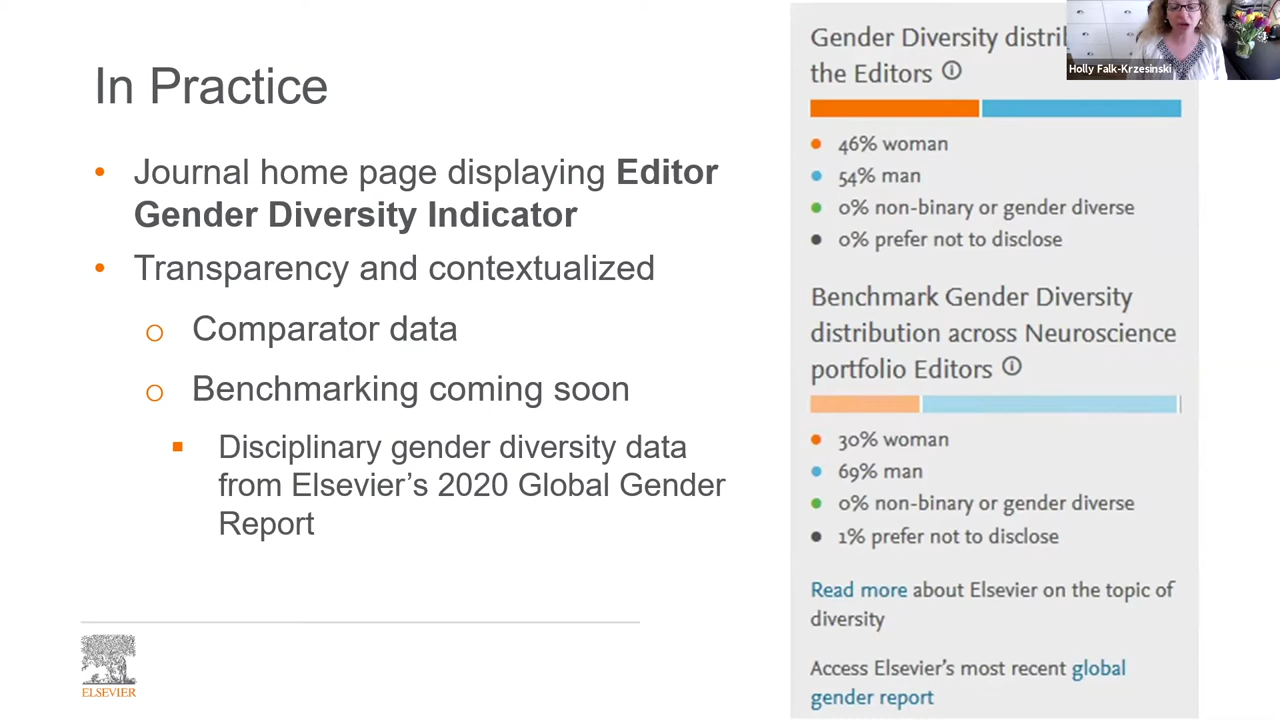 In Practice
• Journal home page displaying Editor
Gender Diversity Indicator
• Transparency and contextualized
o Comparator data
o Benchmarking coming soon
▪ Disciplinary gender diversity data
from Elsevier’s 2020 Global Gender
Report
ELSEVIER
Gender Diversity
the Editors
46% woman
54% man
0% non-binary or gender diverse
0% prefer not to disclose
Benchmark Gender Diversity
distribution across Neuroscience
portfolio Editors
30% woman
69% man
0% non-binary or gender diverse
1% prefer not to disclose
Read more about Elsevier on the topic of
diversity
Access Elsevier’s most recent global
gender report
Holly Falk-Krzesinski